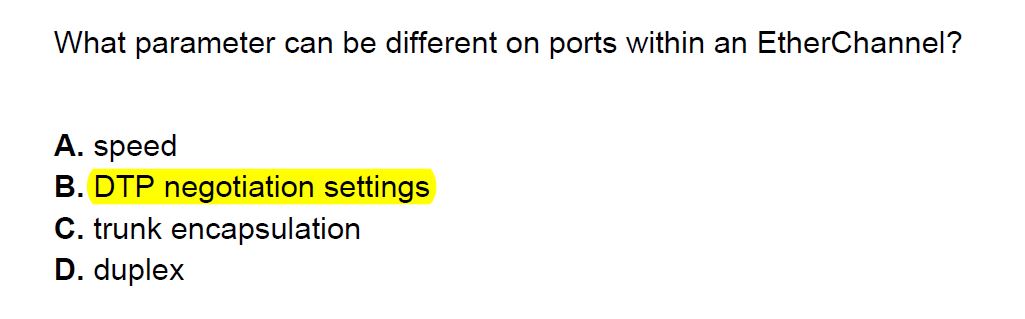 What parameter can be different on ports within an EtherChannel?
A. speed
B. DTP negotiation settings
C. trunk encapsulation
D. duplex